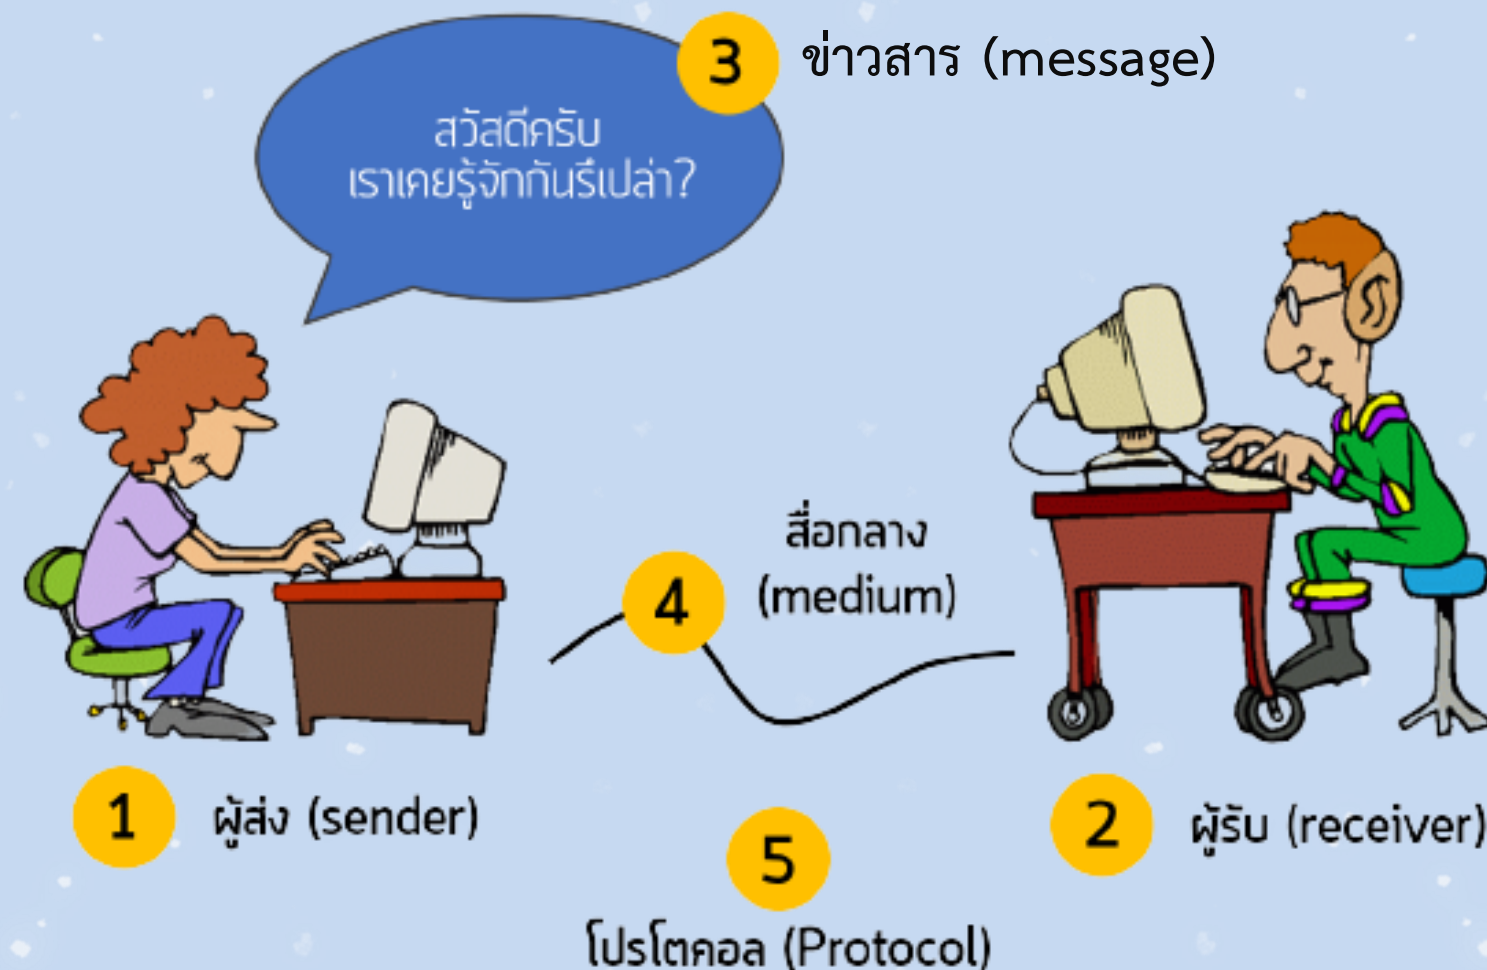 3 ข่าวสาร (message)
สวัสดีครับ
เราเคยรู้จักกันรึเปล่า?
4 สื่อกลาง
(medium)
1 ผู้ส่ง (sender)
2 ผู้รับ (receiver)
5
โปรโตคอล (Protocol)